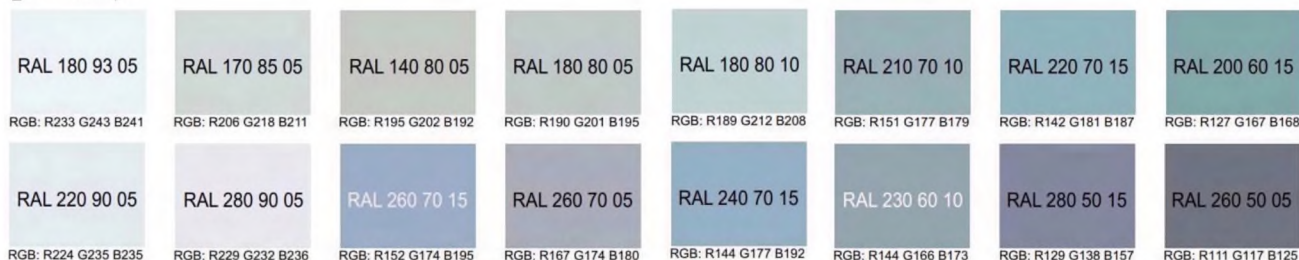 RAL 180 93 05 RAL 170 85 05 RAL 140 80 05 RAL 180 80 05 RAL 180 80 10 RAL 210 70 10 RAL 220 70 15 RAL 200 60 15
RGB: R233 G243 B241 RGB: R206 G218 B211 RGB: R195 G202 B192 RGB: R190 G201 B195 RGB: R189 G212 B208 RGB: R151 G177 B179 RGB: R142 G181 B187 RGB: R127 G167 B168
RAL 220 90 05 RAL 280 90 05 RAL 260 70 15 RAL 260 70 05 RAL 240 70 15 RAL 230 60 10 RAL 280 50 15 RAL 260 50 05
RGB: R224 G235 B235 RGB: R229 G232 B236 RGB: R152 G174 B195 RGB: R167 G174 B180 RGB: R144 G177 B192 RGB: R144 G166 B173 RGB: R129 G138 B157 RGB: R111 G117 B125